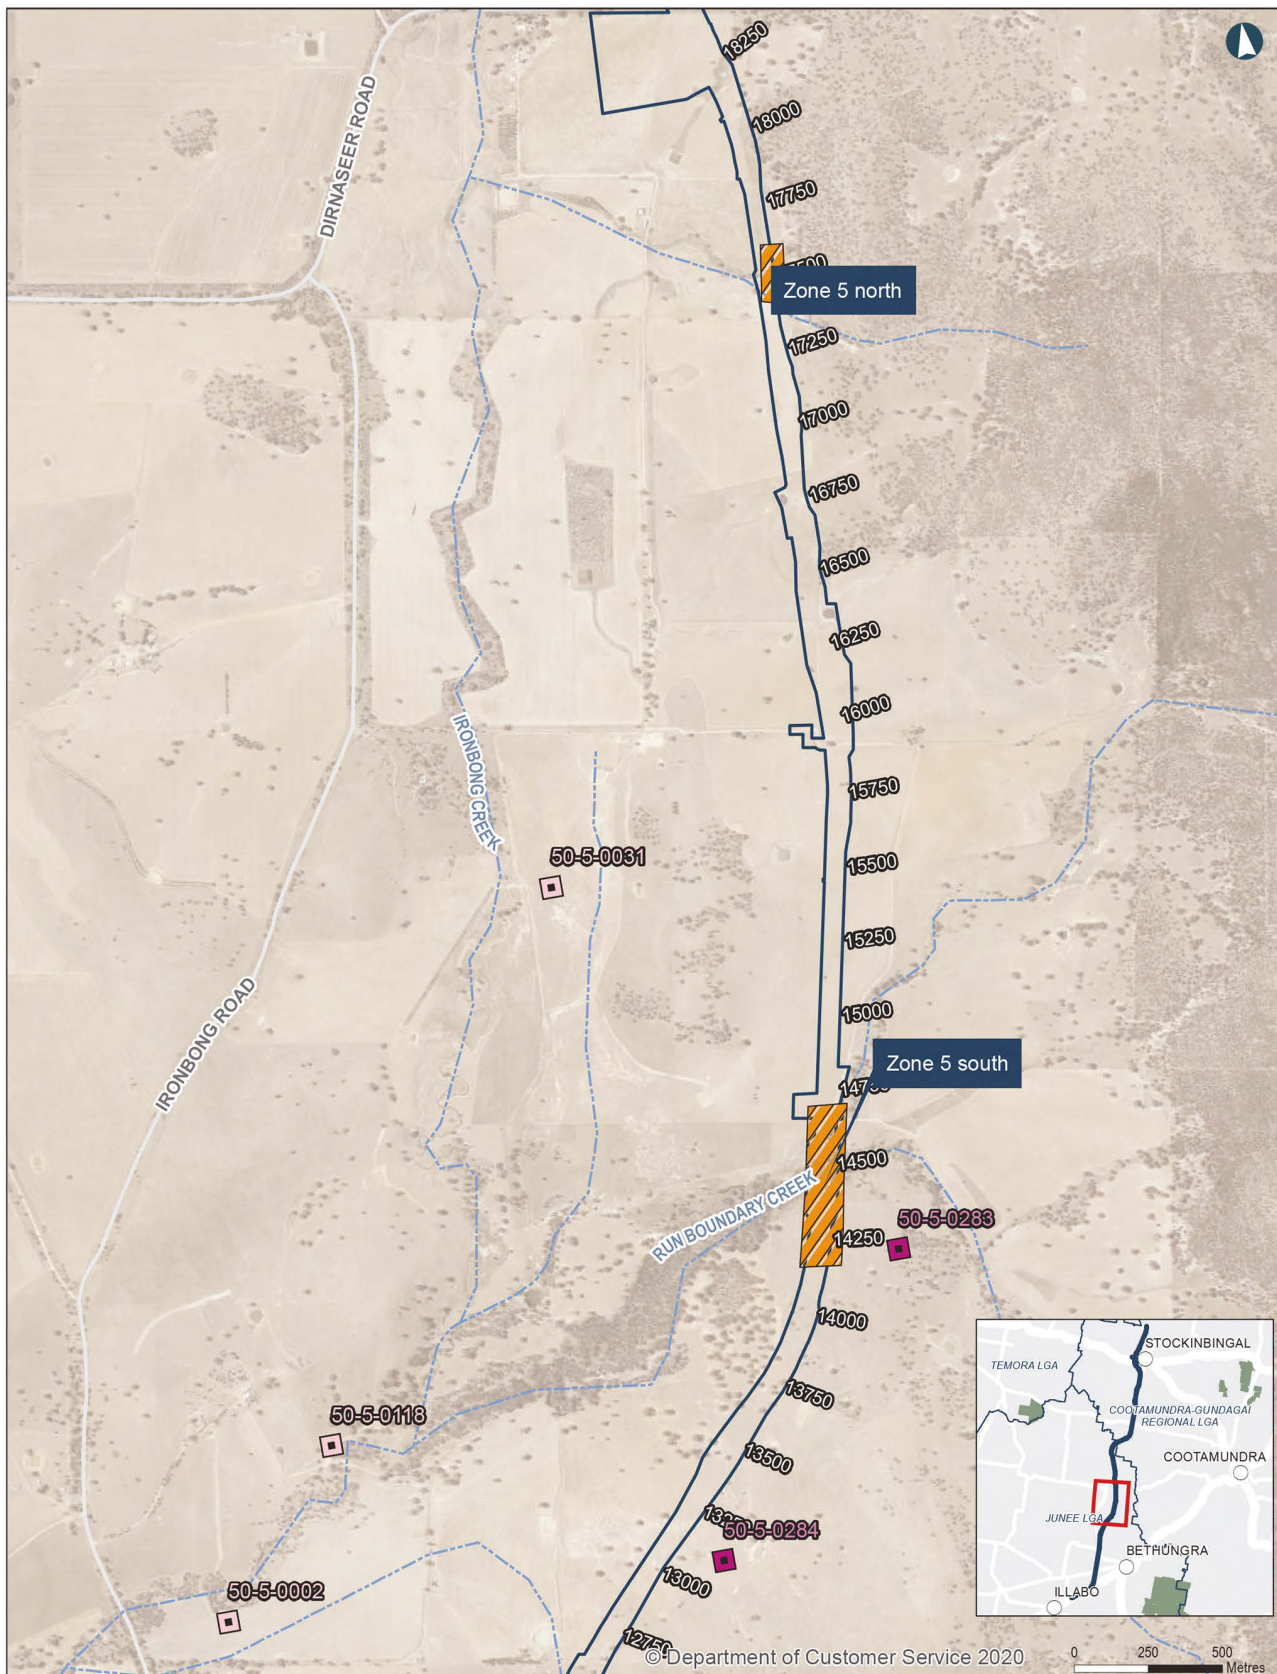 18250
18000
DIRNASEER ROAD
17750
Zone 5 north
17250
17000
16750
16500
16250
16000
IRONBONG CREEK
15750
50-5-0031
15500
15250
IRONBONG ROAD
15000
Zone 5 south
14750
14500
RUN BOUNDARY CREEK
50-5-0283
14250
14000
STOCKINBINGAL
TEMORA LGA
13750
COOTAMUNDRA-GUNDAGAI
REGIONAL LGA
50-5-0118
13500
COOTAMUNDRA
JUNEE LGA
50-5-0284
BETHUNGRA
13000
50-5-0002
ILLABO
12750
© Department of Customer Service 2020
0 250 500
Metres